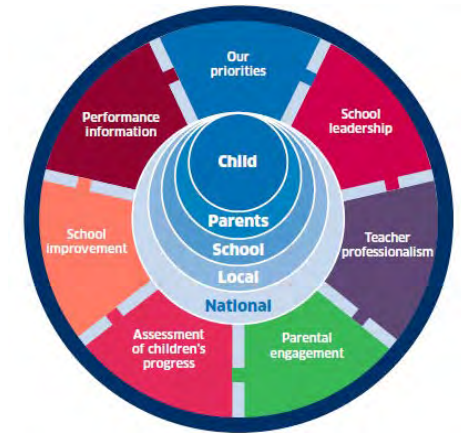 Our
priorities
School
leadership
Teacher
professionalism
Parental
engagement
Assessment
of children's
progress
School
improvement
Performance
information
Child
Parents
School
Local
National